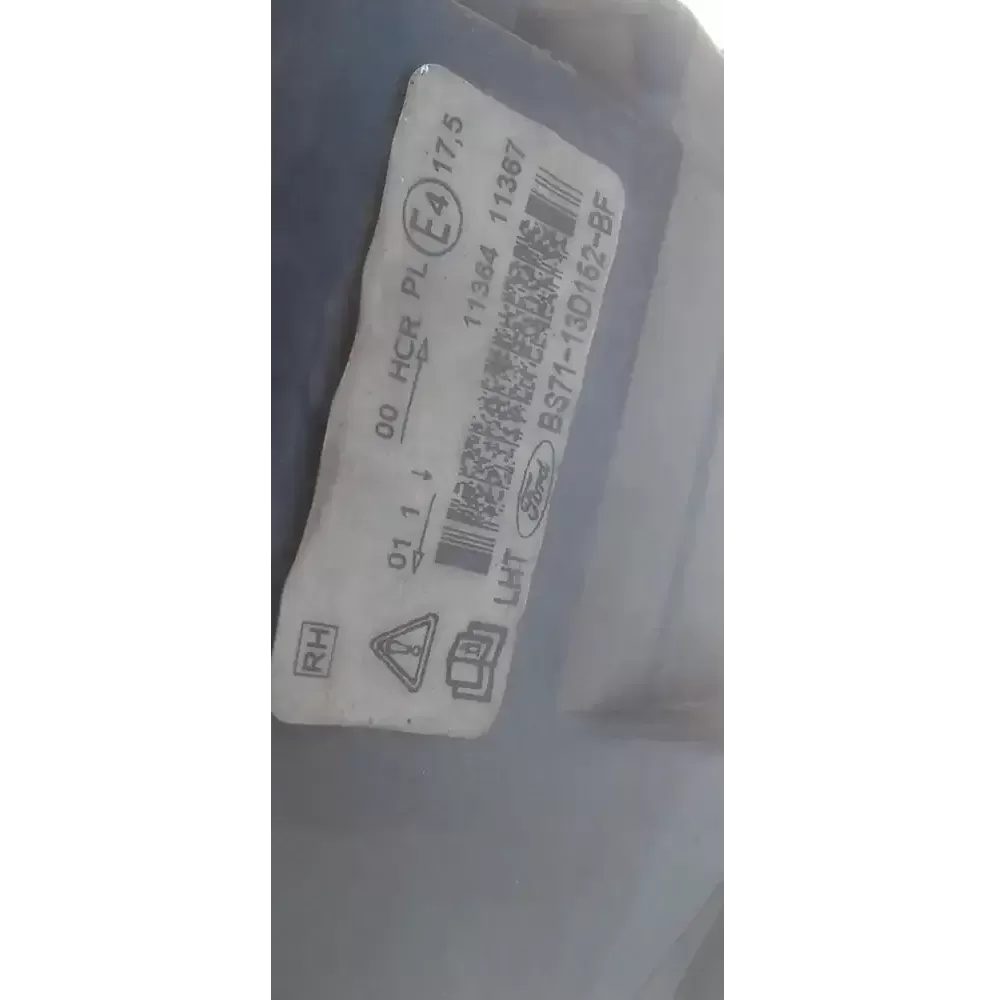 RH
01 1
00 HCR PL E4 17,5
11364 11367
LHT Ford BS71-13D152-BF